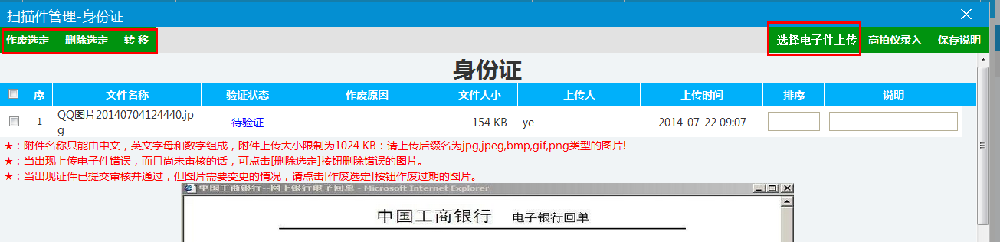 扫描件管理-身份证
作废选定 删除选定 转 移 选择电子件上传 高拍仪录入 保存说明
身份证
序 文件名称 验证状态 作废原因 文件大小 上传人 上传时间 排序 说明
1 QQ图片20140704124440.jp
g 待验证 154 KB ye 2014-07-22 09:07
★：附件名称只能由中文，英文字母和数字组成，附件上传大小限制为1024 KB：请上传后缀名为jpg,jpeg,bmp,gif,png类型的图片!
★：当出现上传电子件错误，而且尚未审核的话，可点击[删除选定]按钮删除错误的图片。
★：当出现证件已提交审核并通过，但图片需要变更的情况，请点击[作废选定]按钮作废过期的图片。
中国工商银行--网上银行电子回单 - Microsoft Internet Explorer
中国工商银行 电子银行回单